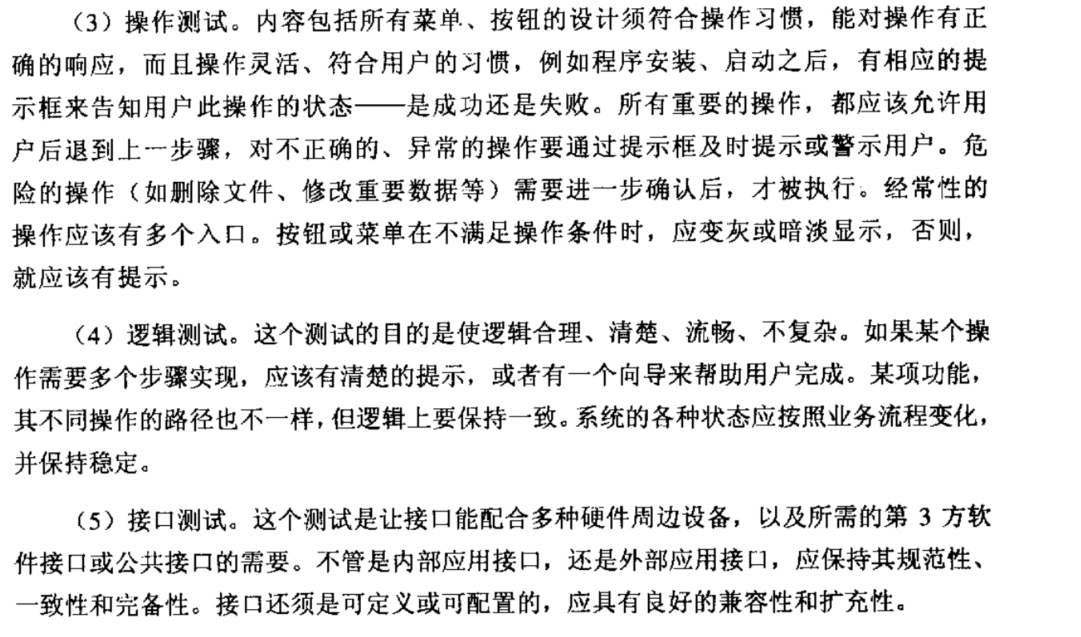 （3）操作测试。内容包括所有菜单、按钮的设计须符合操作习惯，能对操作有正
确的响应，而且操作灵活、符合用户的习惯，例如程序安装、启动之后，有相应的提
示框来告知用户此操作的状态——是成功还是失败。所有重要的操作，都应该允许用
户后退到上一步骤，对不正确的、异常的操作要通过提示框及时提示或警示用户。危
险的操作（如删除文件、修改重要数据等）需要进一步确认后，才被执行。经常性的
操作应该有多个入口。按钮或菜单在不满足操作条件时，应变灰或暗淡显示，否则，
就应该有提示。
（4）逻辑测试。这个测试的目的是使逻辑合理、清楚、流畅、不复杂。如果某个操
作需要多个步骤实现，应该有清楚的提示，或者有一个向导来帮助用户完成。某项功能，
其不同操作的路径也不一样，但逻辑上要保持一致。系统的各种状态应按照业务流程变化，
并保持稳定。
（5）接口测试。这个测试是让接口能配合多种硬件周边设备，以及所需的第 3 方软
件接口或公共接口的需要。不管是内部应用接口，还是外部应用接口，应保持其规范性、
一致性和完备性。接口还须是可定义或可配置的，应具有良好的兼容性和扩充性。